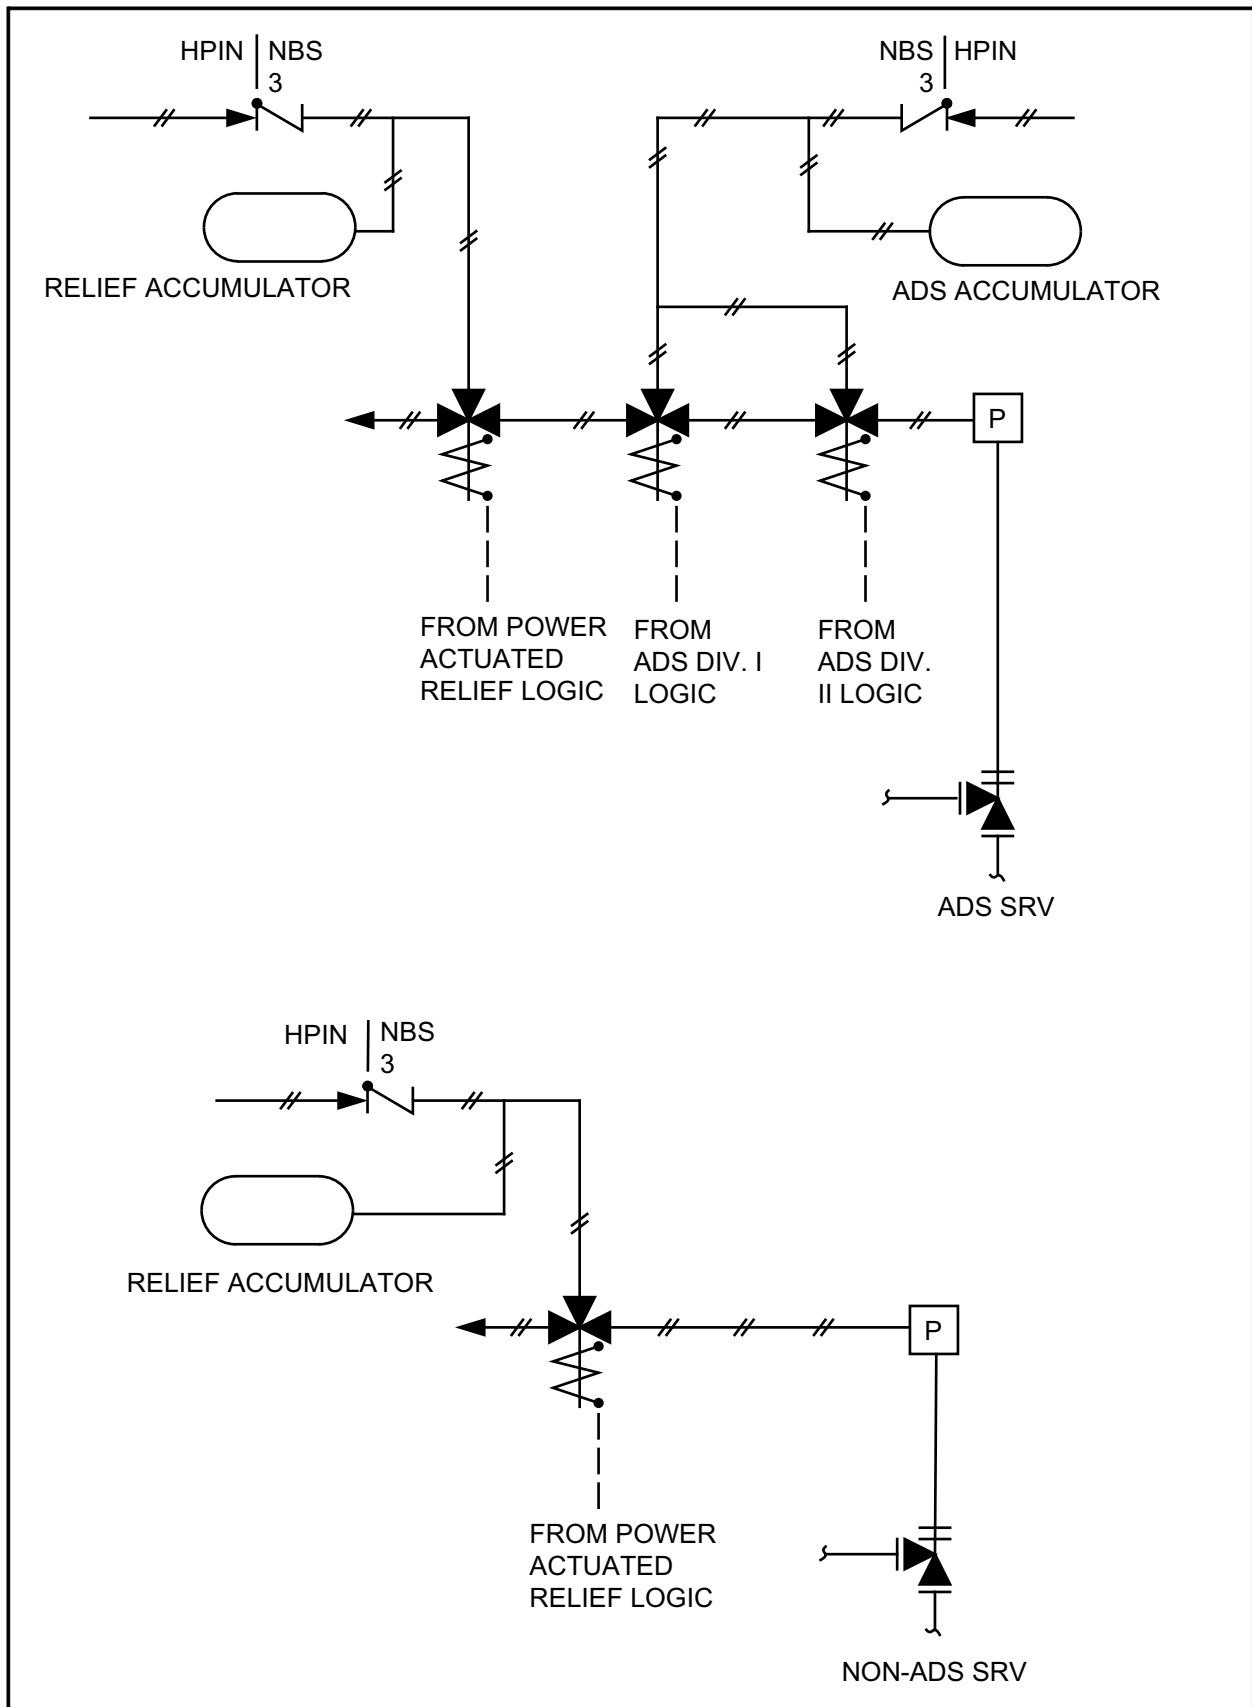 HPIN NBS
3
NBS HPIN
3
RELIEF ACCUMULATOR
ADS ACCUMULATOR
P
FROM POWER
ACTUATED
RELIEF LOGIC
FROM
ADS DIV. I
LOGIC
FROM
ADS DIV.
II LOGIC
ADS SRV
HPIN NBS
3
RELIEF ACCUMULATOR
P
FROM POWER
ACTUATED
RELIEF LOGIC
NON-ADS SRV